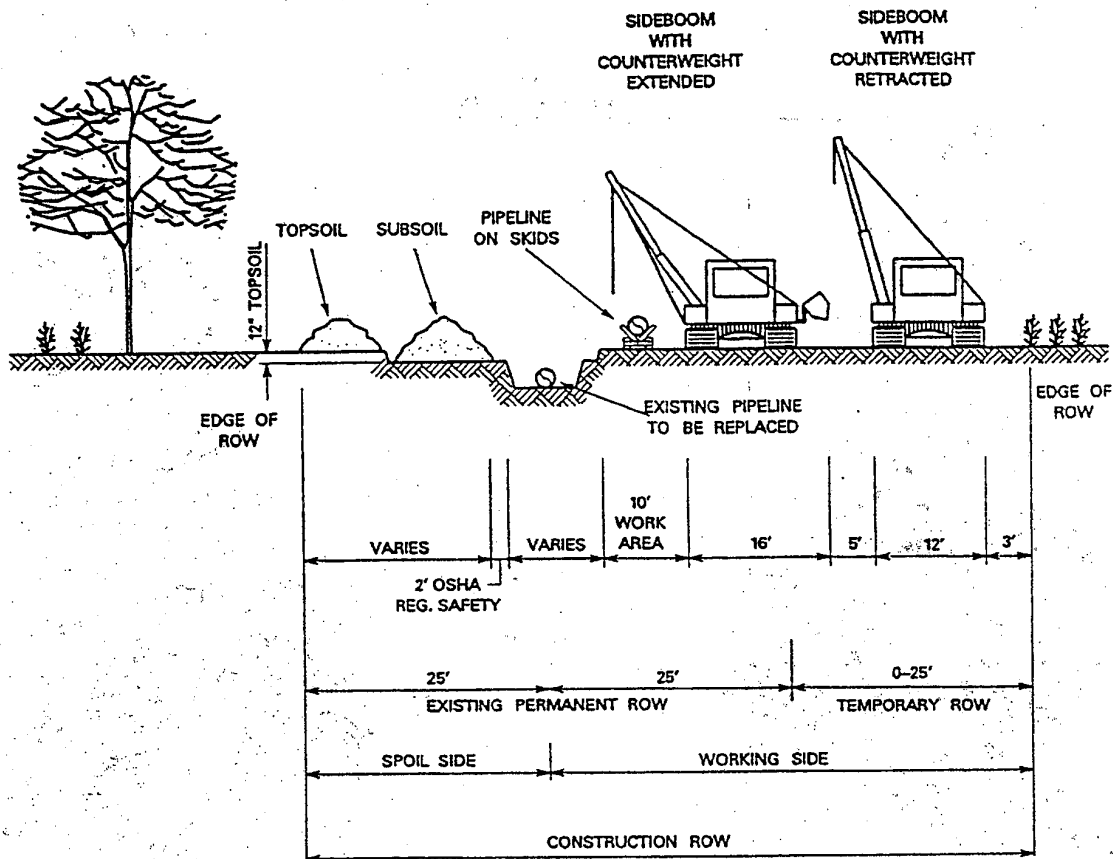 SIDEBOOM
WITH
COUNTERWEIGHT
EXTENDED
SIDEBOOM
WITH
COUNTERWEIGHT
RETRACTED
TOPSOIL
SUBSOIL
PIPELINE
ON SKIDS
12" TOPSOIL
EDGE OF
ROW
EXISTING PIPELINE
TO BE REPLACED
EDGE OF
ROW
VARIES
2' OSHA
REG. SAFETY
VARIES
10'
WORK
AREA
16'
5'
12'
3'
25'
25'
0-25'
EXISTING PERMANENT ROW
TEMPORARY ROW
SPOIL SIDE
WORKING SIDE
CONSTRUCTION ROW